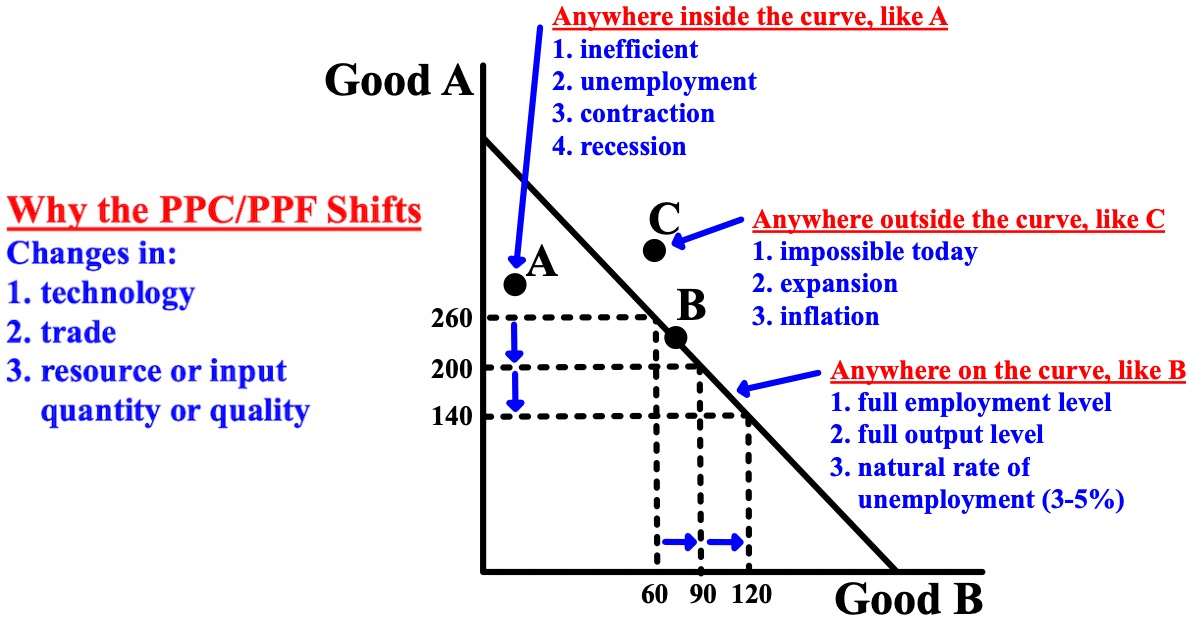 Anywhere inside the curve, like A
1. inefficient
2. unemployment
3. contraction
4. recession
Good A
Why the PPC/PPF Shifts
Changes in:
1. technology
2. trade
3. resource or input
quantity or quality
A
C
B
Anywhere outside the curve, like C
1. impossible today
2. expansion
3. inflation
260
200
140
Anywhere on the curve, like B
1. full employment level
2. full output level
3. natural rate of
unemployment (3-5%)
60 90 120
Good B